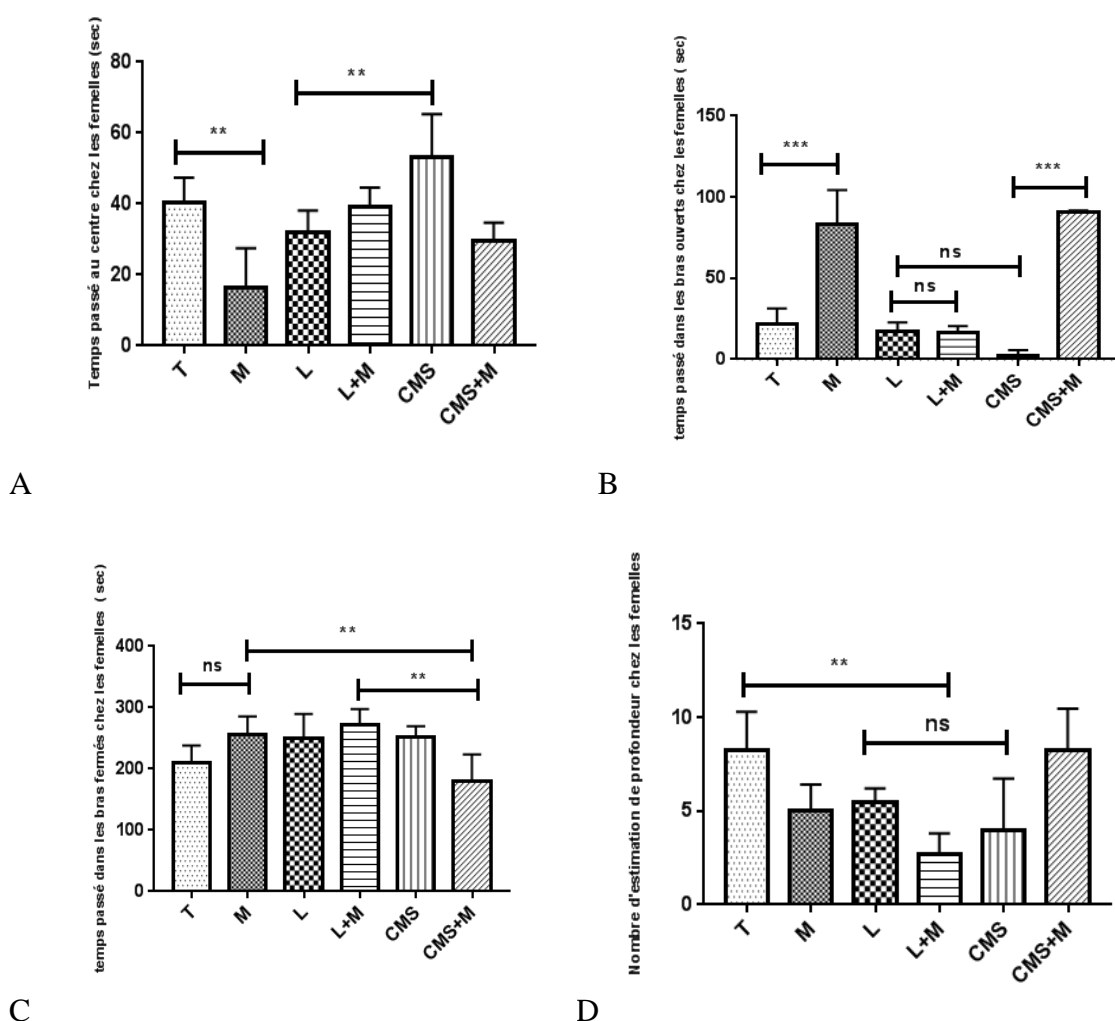 Temps passé au centre chez les femelles (sec)
80
60
40
20
0
**
**
T
M
L
L+M
CMS
CMS+M
A
temps passé dans les bras ouverts chez les femelles ( sec)
150
100
50
0
***
***
ns
ns
T
M
L
L+M
CMS
CMS+M
B
temps passé dans les bras fermés chez les femelles ( sec)
400
300
200
100
0
ns
**
**
T
M
L
L+M
CMS
CMS+M
C
Nombre d'estimation de profondeur chez les femelles
15
10
5
0
**
ns
T
M
L
L+M
CMS
CMS+M
D